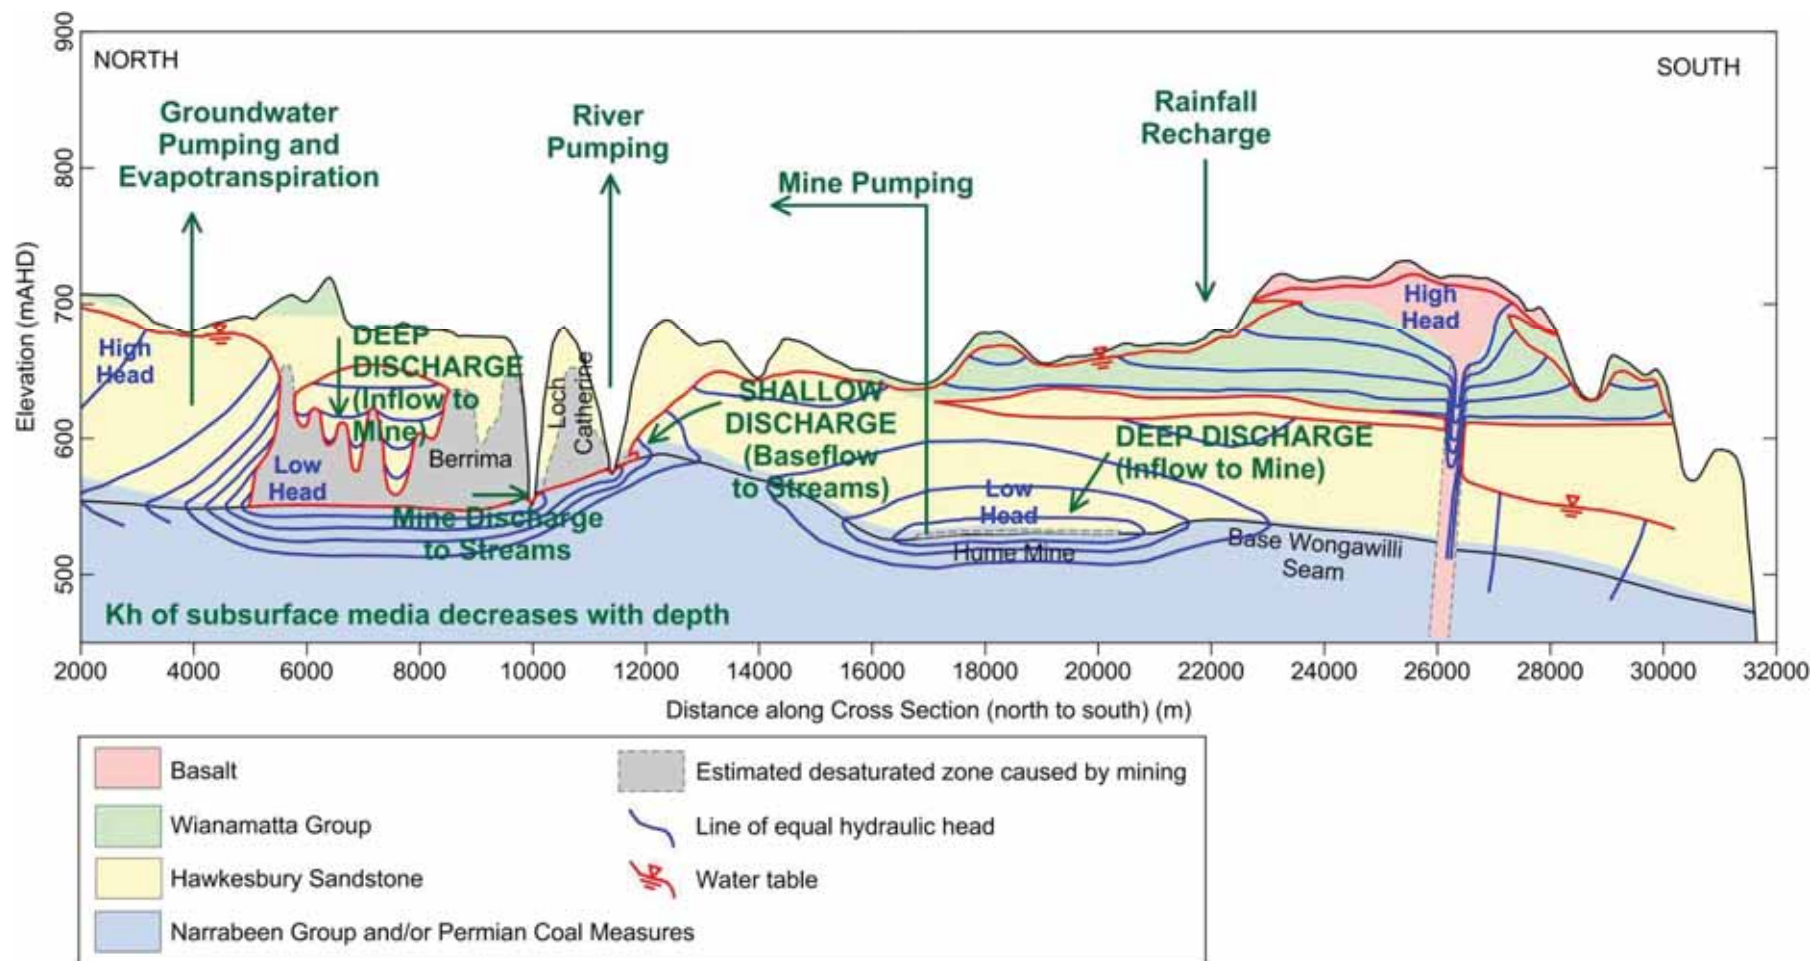 NORTH
SOUTH
Groundwater
Pumping and
Evapotranspiration
River
Pumping
Mine Pumping
Rainfall
Recharge
Elevation (mAHD)
900
800
700
600
500
High
Head
DEEP
DISCHARGE
(Inflow to
Mine)
Low
Head
Berrima
Loch
Catherine
Mine Discharge
to Streams
SHALLOW
DISCHARGE
(Baseflow
to Streams)
DEEP DISCHARGE
(Inflow to Mine)
Low
Head
Hume Mine
High
Head
Base Wongawilli
Seam
Kh of subsurface media decreases with depth
2000 4000 6000 8000 10000 12000 14000 16000 18000 20000 22000 24000 26000 28000 30000 32000
Distance along Cross Section (north to south) (m)
Basalt
Wianamatta Group
Hawkesbury Sandstone
Narrabeen Group and/or Permian Coal Measures
Estimated desaturated zone caused by mining
Line of equal hydraulic head
Water table